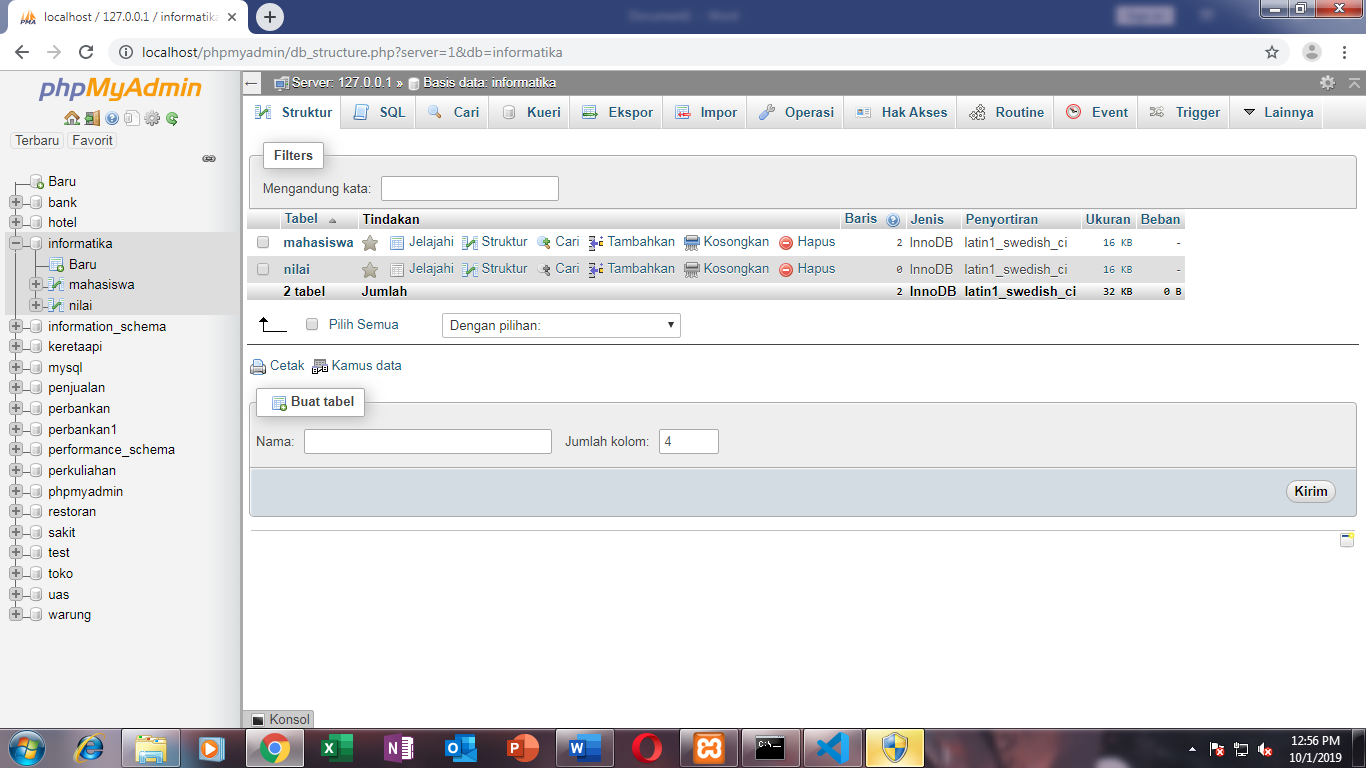 localhost / 127.0.0.1 / informatika
localhost/phpmyadmin/db_structure.php?server=1&db=informatika
phpMyAdmin
Terbaru Favorit
Baru
bank
hotel
informatika
Baru
mahasiswa
nilai
information_schema
keretaapi
mysql
penjualan
perbankan
perbankan1
performance_schema
perkuliahan
phpmyadmin
restoran
sakit
test
toko
uas
warung
Server: 127.0.0.1 » Basis data: informatika
Struktur SQL Cari Kueri Ekspor Impor Operasi Hak Akses Routine Event Trigger Lainnya
Filters
Mengandung kata:
Tabel Tindakan Baris Jenis Penyortiran Ukuran Beban
mahasiswa Jelajahi Struktur Cari Tambahkan Kosongkan Hapus 2 InnoDB latin1_swedish_ci 16 KB -
nilai Jelajahi Struktur Cari Tambahkan Kosongkan Hapus 0 InnoDB latin1_swedish_ci 16 KB -
2 tabel Jumlah 2 InnoDB latin1_swedish_ci 32 KB 0 B
Pilih Semua Dengan pilihan:
Cetak Kamus data
Buat tabel
Nama: Jumlah kolom: 4
Kirim
Konsol
12:56 PM
10/1/2019